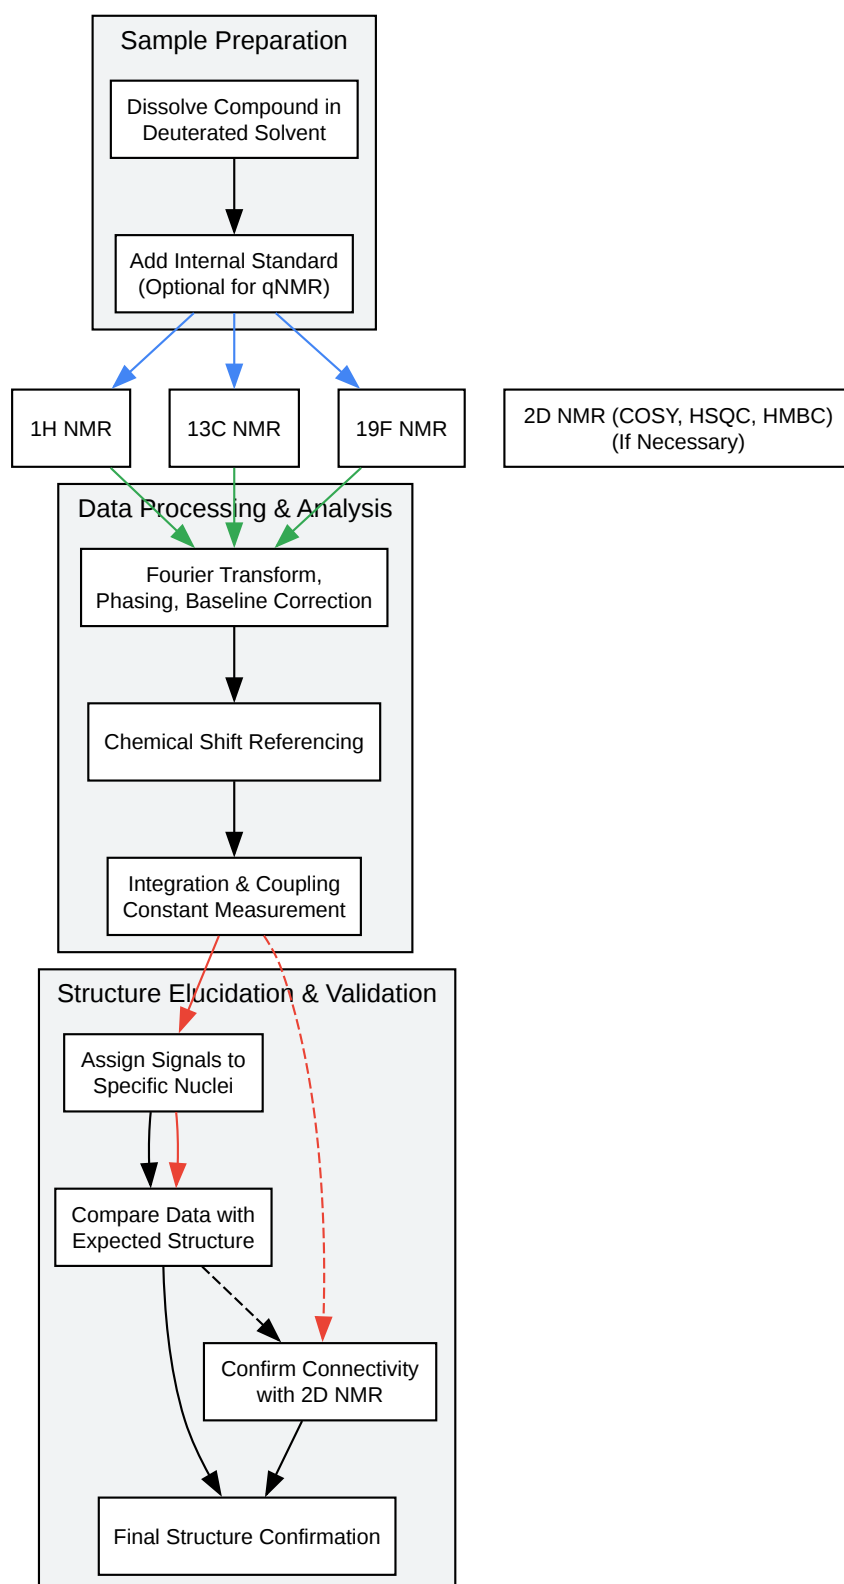 Sample Preparation
Dissolve Compound in
Deuterated Solvent
Add Internal Standard
(Optional for qNMR)
1H NMR
13C NMR
19F NMR
2D NMR (COSY, HSQC, HMBC)
(If Necessary)
Data Processing & Analysis
Fourier Transform,
Phasing, Baseline Correction
Chemical Shift Referencing
Integration & Coupling
Constant Measurement
Structure Elucidation & Validation
Assign Signals to
Specific Nuclei
Compare Data with
Expected Structure
Confirm Connectivity
with 2D NMR
Final Structure Confirmation